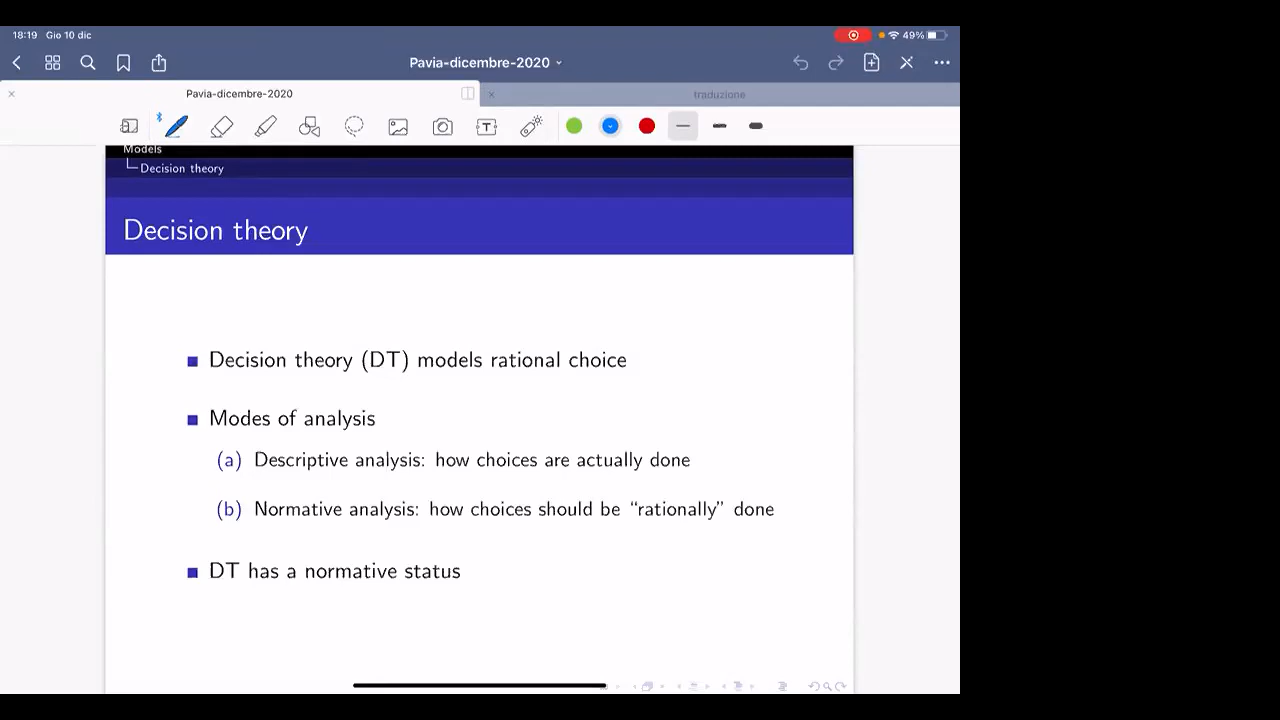 18:19 Gio 10 dic
49%
Pavia-dicembre-2020
Pavia-dicembre-2020
traduzione
Models
Decision theory
Decision theory
Decision theory (DT) models rational choice
Modes of analysis
(a) Descriptive analysis: how choices are actually done
(b) Normative analysis: how choices should be “rationally” done
DT has a normative status